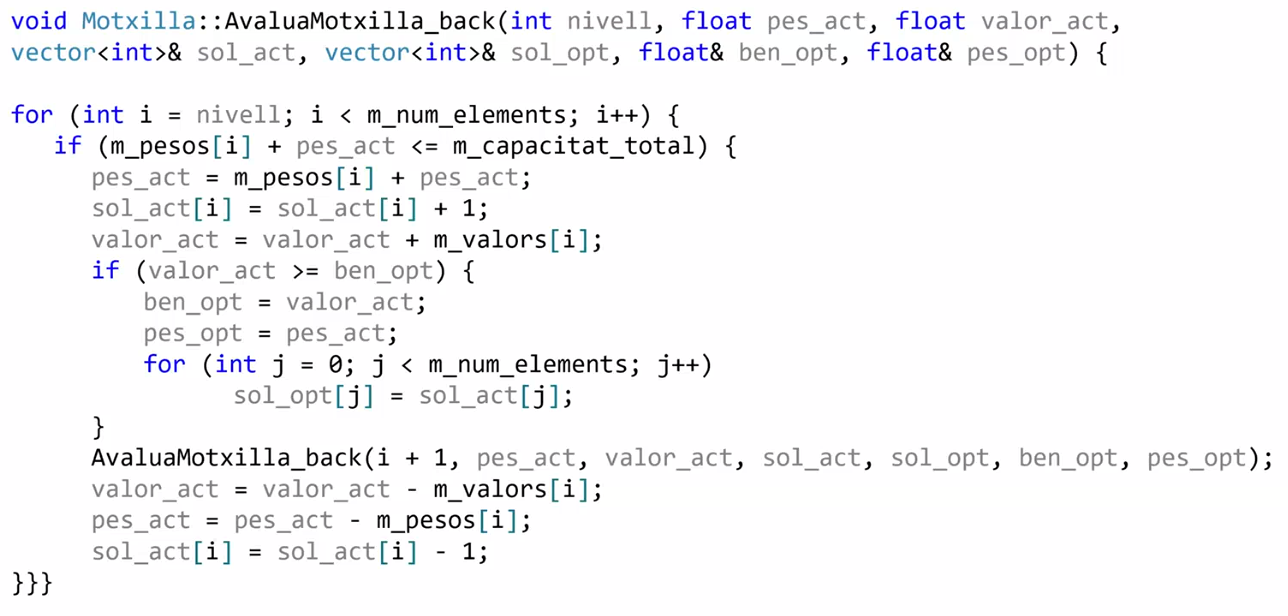 void Motxilla::AvaluaMotxilla_back(int nivell, float pes_act, float valor_act,
vector<int>& sol_act, vector<int>& sol_opt, float& ben_opt, float& pes_opt) {
for (int i = nivell; i < m_num_elements; i++) {
if (m_pesos[i] + pes_act <= m_capacitat_total) {
pes_act = m_pesos[i] + pes_act;
sol_act[i] = sol_act[i] + 1;
valor_act = valor_act + m_valors[i];
if (valor_act >= ben_opt) {
ben_opt = valor_act;
pes_opt = pes_act;
for (int j = 0; j < m_num_elements; j++)
sol_opt[j] = sol_act[j];
}
AvaluaMotxilla_back(i + 1, pes_act, valor_act, sol_act, sol_opt, ben_opt, pes_opt);
valor_act = valor_act - m_valors[i];
pes_act = pes_act - m_pesos[i];
sol_act[i] = sol_act[i] - 1;
}}}